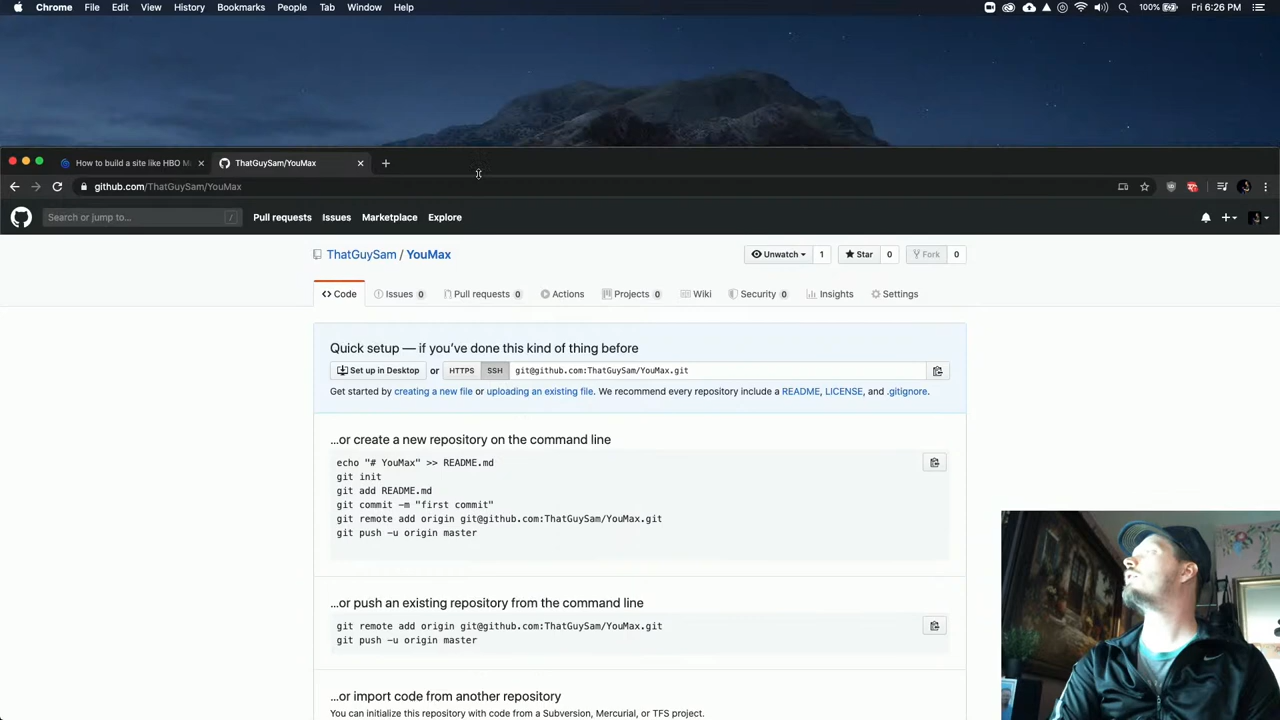 Chrome File Edit View History Bookmarks People Tab Window Help
100% Fri 6:26 PM
How to build a site like HBO M
ThatGuySam/YouMax
github.com/ThatGuySam/YouMax
Search or jump to... /
Pull requests Issues Marketplace Explore
ThatGuySam / YouMax
Unwatch 1 Star 0 Fork 0
Code Issues 0 Pull requests 0 Actions Projects 0 Wiki Security 0 Insights Settings
Quick setup — if you've done this kind of thing before
Set up in Desktop or HTTPS SSH git@github.com:ThatGuySam/YouMax.git
Get started by creating a new file or uploading an existing file. We recommend every repository include a README, LICENSE, and .gitignore.
...or create a new repository on the command line
echo "# YouMax" >> README.md
git init
git add README.md
git commit -m "first commit"
git remote add origin git@github.com:ThatGuySam/YouMax.git
git push -u origin master
...or push an existing repository from the command line
git remote add origin git@github.com:ThatGuySam/YouMax.git
git push -u origin master
...or import code from another repository
You can initialize this repository with code from a Subversion, Mercurial, or TFS project.